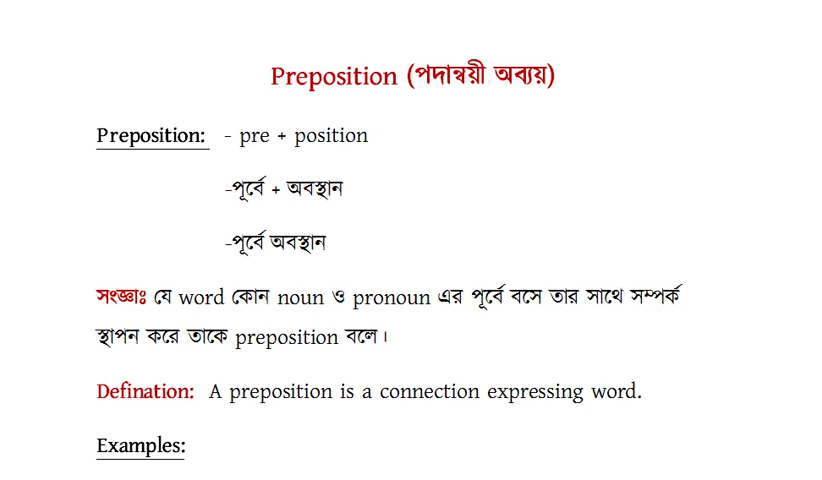 Preposition (পদান্বয়ী অব্যয়)
Preposition: - pre + position
-পূর্বে + অবস্থান
-পূর্বে অবস্থান
সংজ্ঞাঃ যে word কোন noun ও pronoun এর পূর্বে বসে তার সাথে সম্পর্ক
স্থাপন করে তাকে preposition বলে।
Defination: A preposition is a connection expressing word.
Examples: